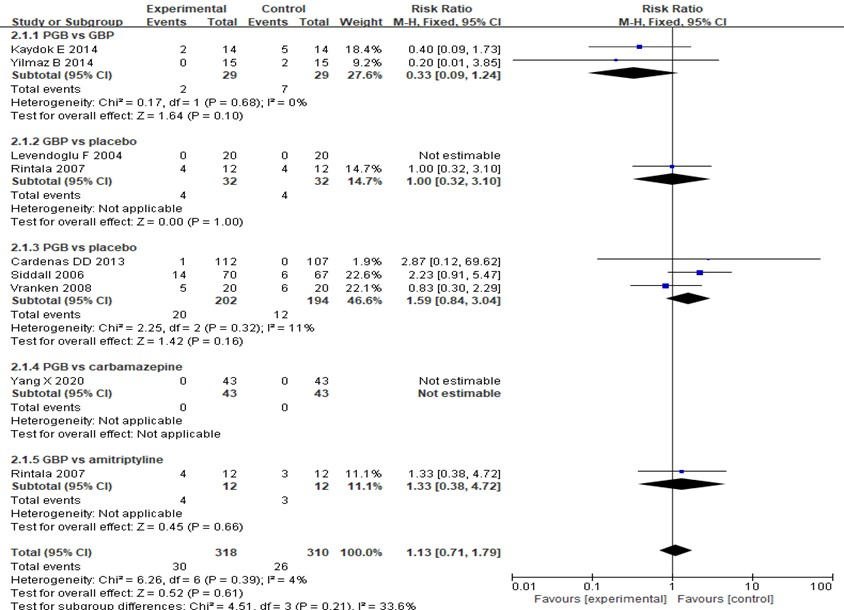 Experimental Control Risk Ratio Risk Ratio
Study or Subgroup Events Total Events Total Weight M-H, Fixed, 95% CI M-H, Fixed, 95% CI
2.1.1 PGB vs GBP
Kaydok E 2014 2 14 5 14 18.4% 0.40 [0.09, 1.73]
Yilmaz B 2014 0 15 2 15 9.2% 0.20 [0.01, 3.85]
Subtotal (95% CI) 29 29 27.6% 0.33 [0.09, 1.24]
Total events 2 7
Heterogeneity: Chi² = 0.17, df = 1 (P = 0.68); I² = 0%
Test for overall effect: Z = 1.64 (P = 0.10)
2.1.2 GBP vs placebo
Levendoglu F 2004 0 20 0 20 Not estimable
Rintala 2007 4 12 4 12 14.7% 1.00 [0.32, 3.10]
Subtotal (95% CI) 32 32 14.7% 1.00 [0.32, 3.10]
Total events 4 4
Heterogeneity: Not applicable
Test for overall effect: Z = 0.00 (P = 1.00)
2.1.3 PGB vs placebo
Cardenas DD 2013 1 112 0 107 1.9% 2.87 [0.12, 69.62]
Siddall 2006 14 70 6 67 22.6% 2.23 [0.91, 5.47]
Vranken 2008 5 20 6 20 22.1% 0.83 [0.30, 2.29]
Subtotal (95% CI) 202 194 46.6% 1.59 [0.84, 3.04]
Total events 20 12
Heterogeneity: Chi² = 2.25, df = 2 (P = 0.32); I² = 11%
Test for overall effect: Z = 1.42 (P = 0.16)
2.1.4 PGB vs carbamazepine
Yang X 2020 0 43 0 43 Not estimable
Subtotal (95% CI) 43 43 Not estimable
Total events 0 0
Heterogeneity: Not applicable
Test for overall effect: Not applicable
2.1.5 GBP vs amitriptyline
Rintala 2007 4 12 3 12 11.1% 1.33 [0.38, 4.72]
Subtotal (95% CI) 12 12 11.1% 1.33 [0.38, 4.72]
Total events 4 3
Heterogeneity: Not applicable
Test for overall effect: Z = 0.45 (P = 0.66)
Total (95% CI) 318 310 100.0% 1.13 [0.71, 1.79]
Total events 30 26
Heterogeneity: Chi² = 6.26, df = 6 (P = 0.39); I² = 4%
Test for overall effect: Z = 0.52 (P = 0.61)
Test for subgroup differences: Chi² = 4.51, df = 3 (P = 0.21), I² = 33.6%
0.01 0.1 1 10 100
Favours [experimental] Favours [control]